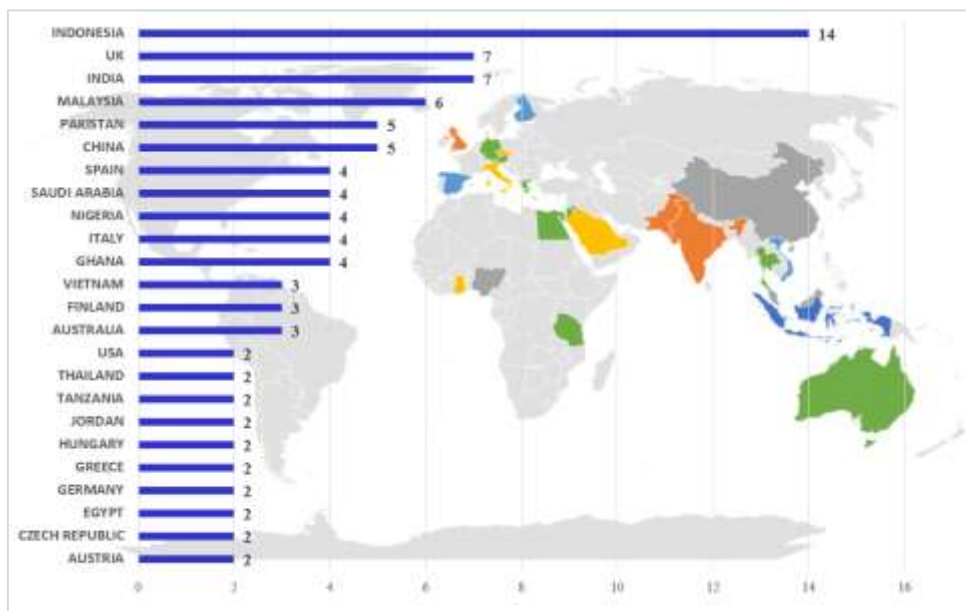 INDONESIA 14
UK 7
INDIA 7
MALAYSIA 6
PAKISTAN 5
CHINA 5
SPAIN 4
SAUDI ARABIA 4
NIGERIA 4
ITALY 4
GHANA 4
VIETNAM 3
FINLAND 3
AUSTRALIA 3
USA 2
THAILAND 2
TANZANIA 2
JORDAN 2
HUNGARY 2
GREECE 2
GERMANY 2
EGYPT 2
CZECH REPUBLIC 2
AUSTRIA 2
0 2 4 6 8 10 12 14 16